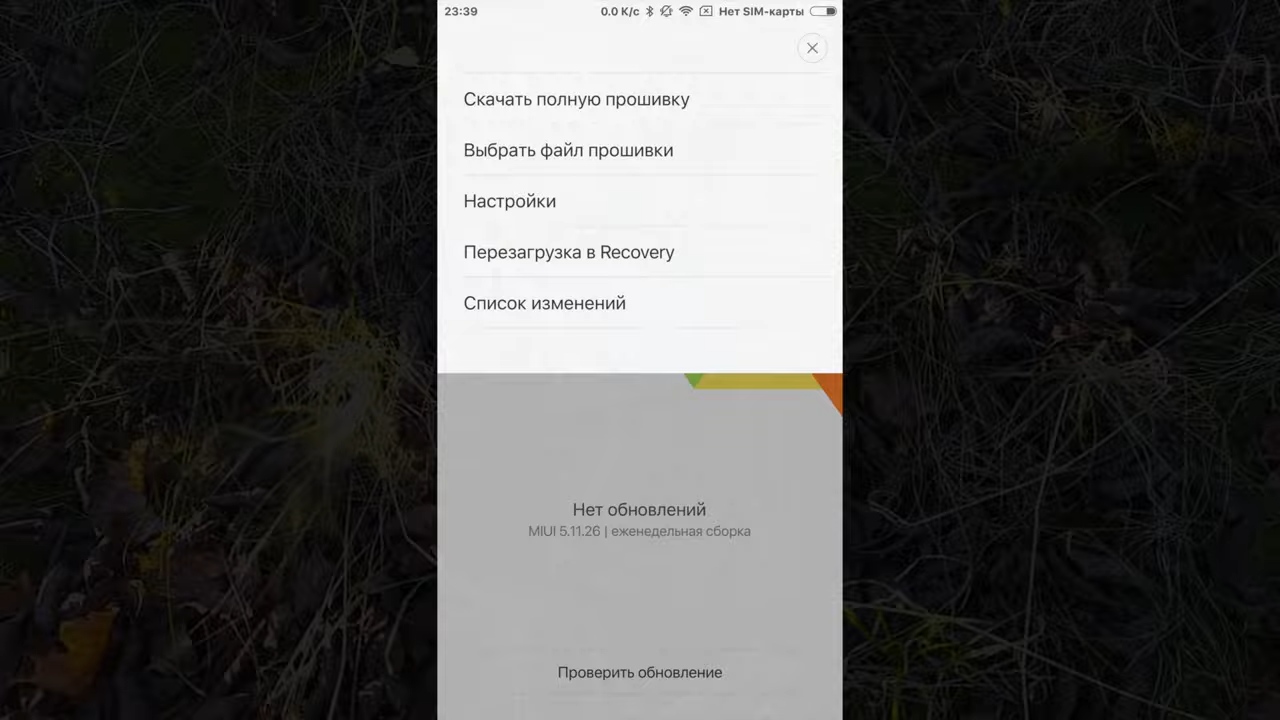 23:39 0.0 K/c Нет SIM-карты
Скачать полную прошивку
Выбрать файл прошивки
Настройки
Перезагрузка в Recovery
Список изменений
Нет обновлений
MIUI 5.11.26 | еженедельная сборка
Проверить обновление